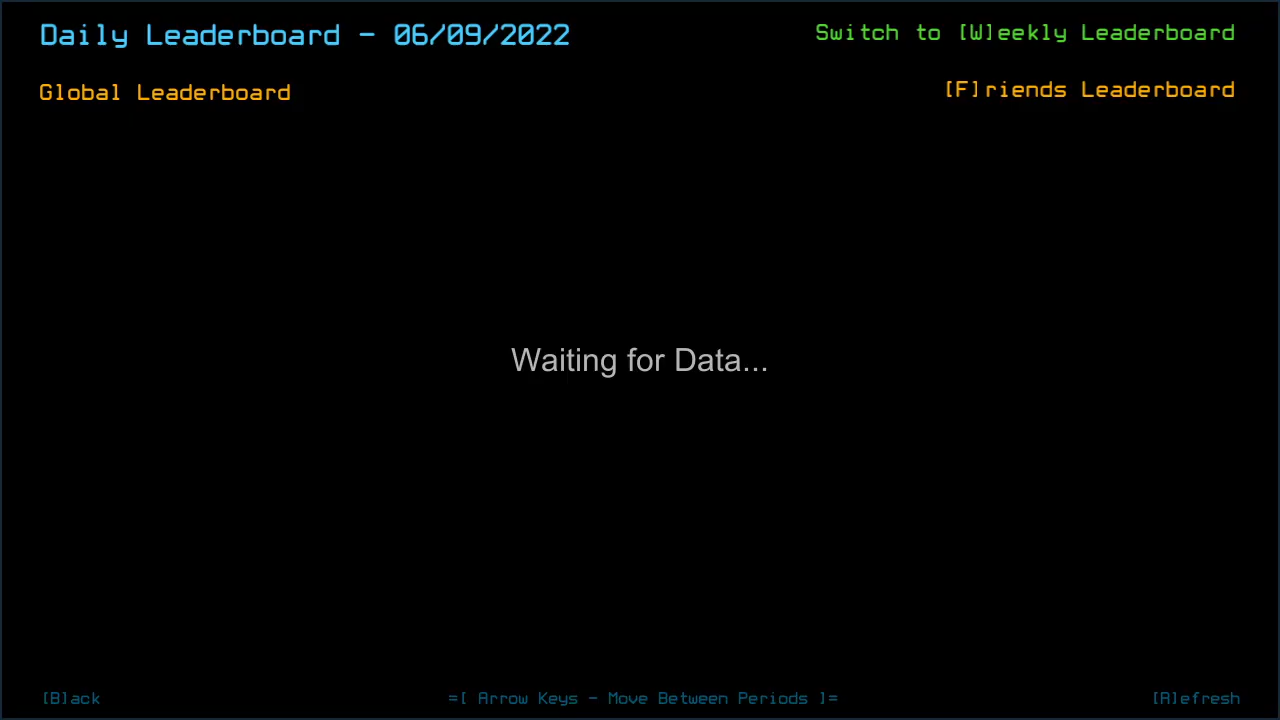 Daily Leaderboard - 06/09/2022
Switch to [W]eekly Leaderboard
Global Leaderboard
[F]riends Leaderboard
Waiting for Data...
[B]ack
=[ Arrow Keys - Move Between Periods ]=
[R]efresh